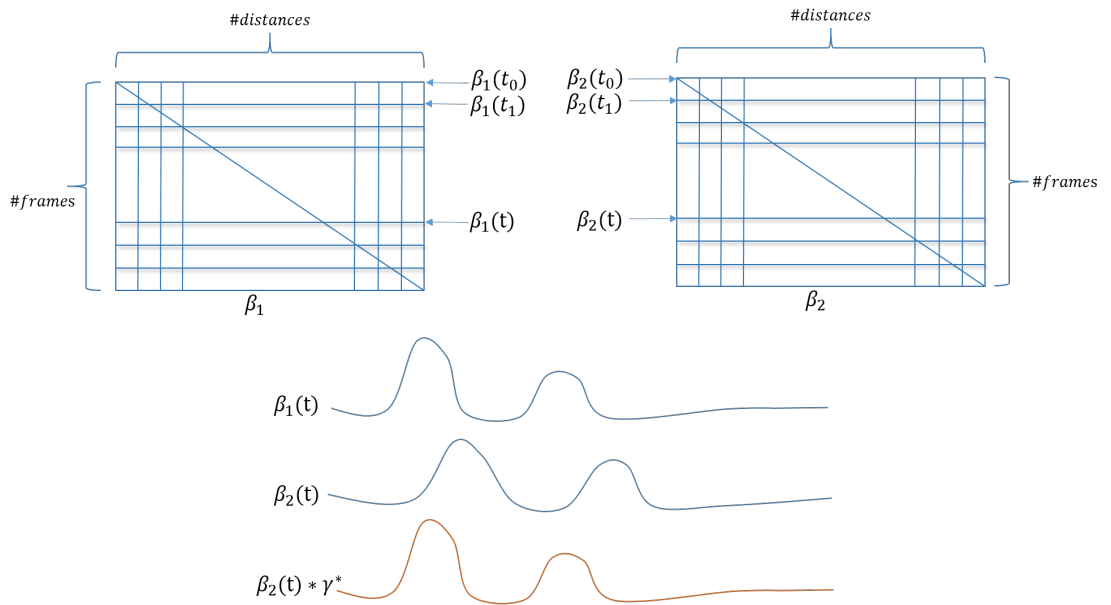 #distances
#distances
β₁(t₀)
β₂(t₀)
β₁(t₁)
β₂(t₁)
#frames
#frames
β₁(t)
β₂(t)
β₁
β₂
β₁(t)
β₂(t)
β₂(t) ∗ γ*